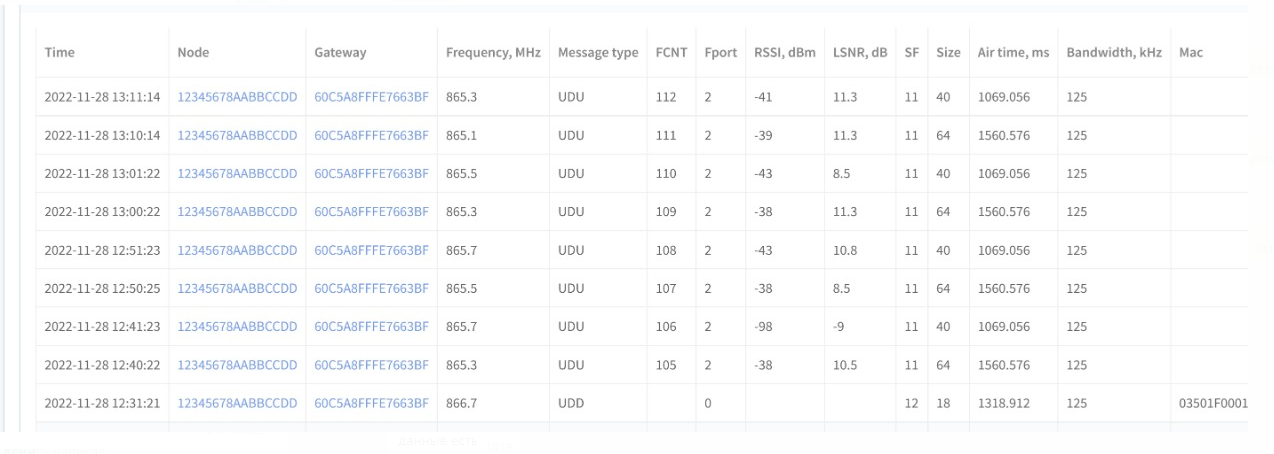 Time Node Gateway Frequency, MHz Message type FCNT Fport RSSI, dBm LSNR, dB SF Size Air time, ms Bandwidth, kHz Mac
2022-11-28 13:11:14 12345678AABBCCDD 60C5A8FFFE7663BF 865.3 UDU 112 2 -41 11.3 11 40 1069.056 125
2022-11-28 13:10:14 12345678AABBCCDD 60C5A8FFFE7663BF 865.1 UDU 111 2 -39 11.3 11 64 1560.576 125
2022-11-28 13:01:22 12345678AABBCCDD 60C5A8FFFE7663BF 865.5 UDU 110 2 -43 8.5 11 40 1069.056 125
2022-11-28 13:00:22 12345678AABBCCDD 60C5A8FFFE7663BF 865.3 UDU 109 2 -38 11.3 11 64 1560.576 125
2022-11-28 12:51:23 12345678AABBCCDD 60C5A8FFFE7663BF 865.7 UDU 108 2 -43 10.8 11 40 1069.056 125
2022-11-28 12:50:25 12345678AABBCCDD 60C5A8FFFE7663BF 865.5 UDU 107 2 -38 8.5 11 64 1560.576 125
2022-11-28 12:41:23 12345678AABBCCDD 60C5A8FFFE7663BF 865.7 UDU 106 2 -98 -9 11 40 1069.056 125
2022-11-28 12:40:22 12345678AABBCCDD 60C5A8FFFE7663BF 865.3 UDU 105 2 -38 10.5 11 64 1560.576 125
2022-11-28 12:31:21 12345678AABBCCDD 60C5A8FFFE7663BF 866.7 UDD 0 12 18 1318.912 125 03501F0001